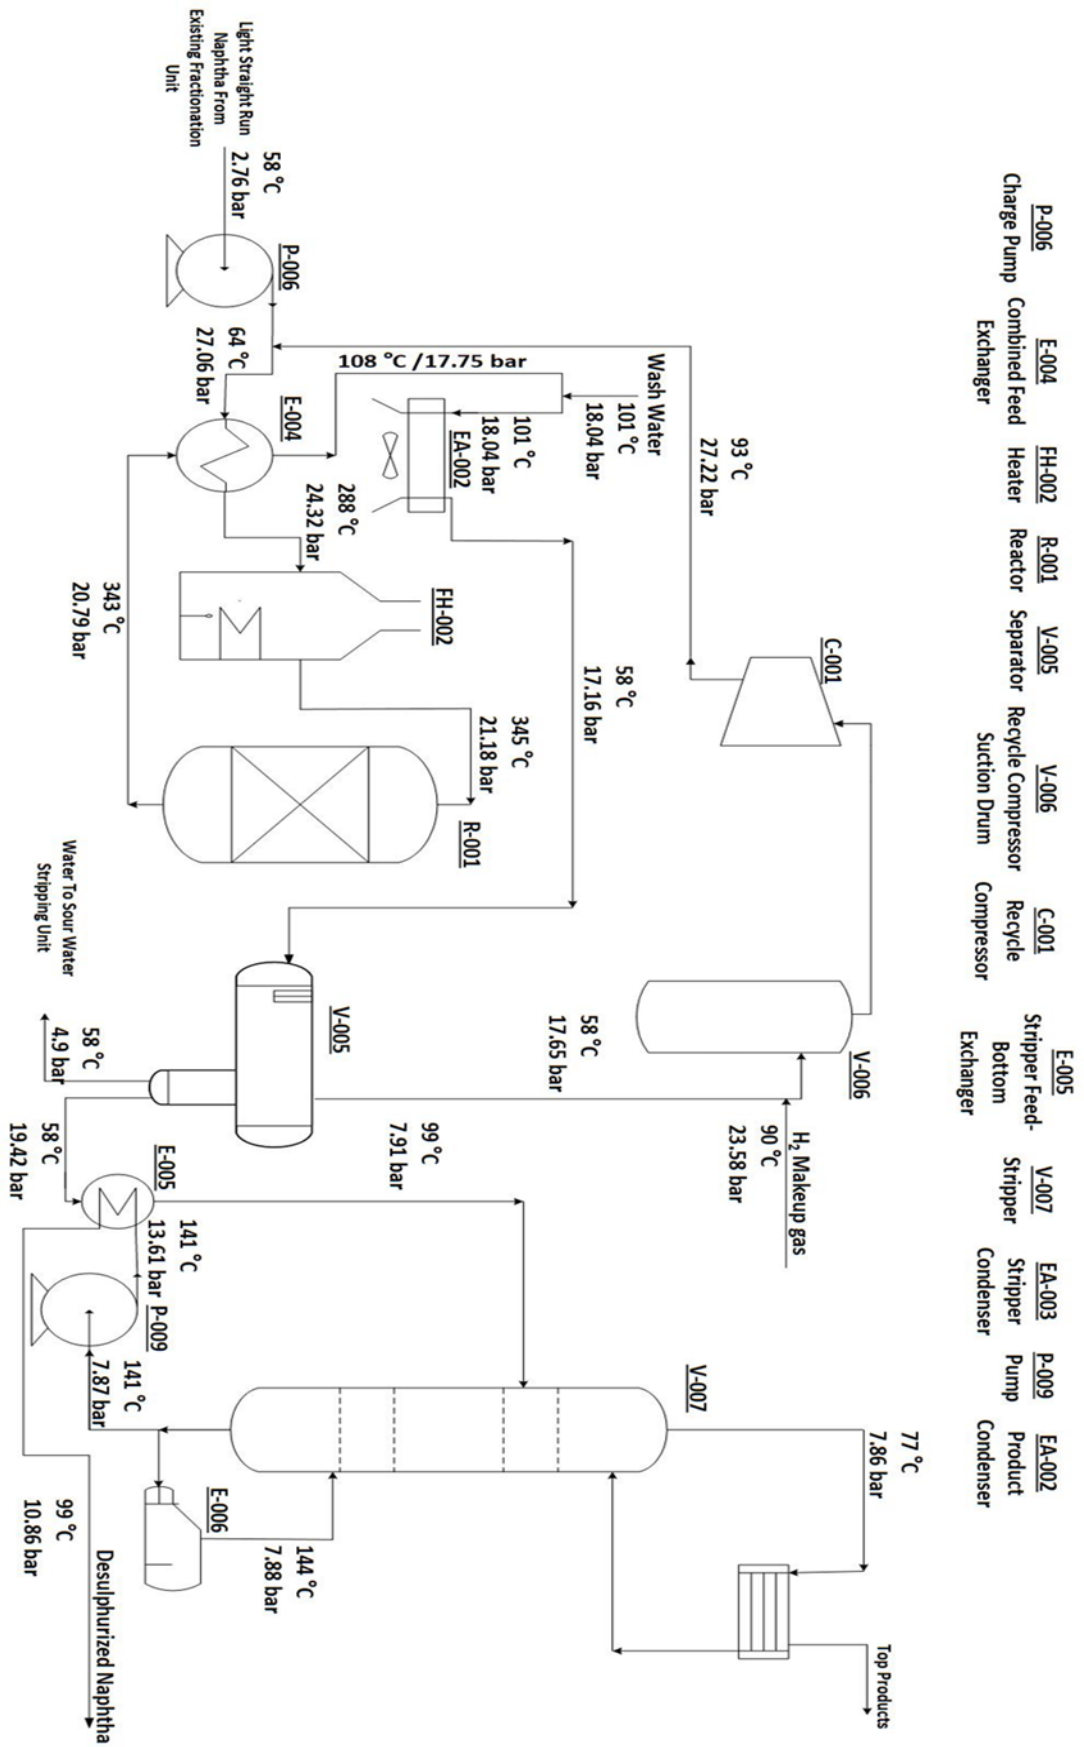 P-006
Charge Pump
E-004
Combined Feed
Exchanger
FH-002
Heater
R-001
Reactor
V-005
Separator
V-006
Recycle Compressor
Suction Drum
C-001
Recycle
Compressor
E-005
Stripper Feed-
Bottom
Exchanger
V-007
Stripper
EA-003
Stripper
Condenser
P-009
Pump
EA-002
Product
Condenser
C-001
V-006
V-007
77 °C
7.86 bar
Top Products
93 °C
27.22 bar
H2 Makeup gas
90 °C
23.58 bar
Wash Water
101 °C
18.04 bar
58 °C
17.16 bar
58 °C
17.65 bar
101 °C
18.04 bar
EA-002
345 °C
21.18 bar
R-001
FH-002
108 °C /17.75 bar
99 °C
7.91 bar
288 °C
24.32 bar
V-005
E-004
P-006
58 °C
2.76 bar
Light Straight Run
Naphtha From
Existing Fractionation
Unit
64 °C
27.06 bar
144 °C
7.88 bar
E-006
141 °C
13.61 bar
P-009
E-005
343 °C
20.79 bar
58 °C
4.9 bar
Water To Sour Water
Stripping Unit
58 °C
19.42 bar
141 °C
7.87 bar
99 °C
10.86 bar
Desulphurized Naphtha